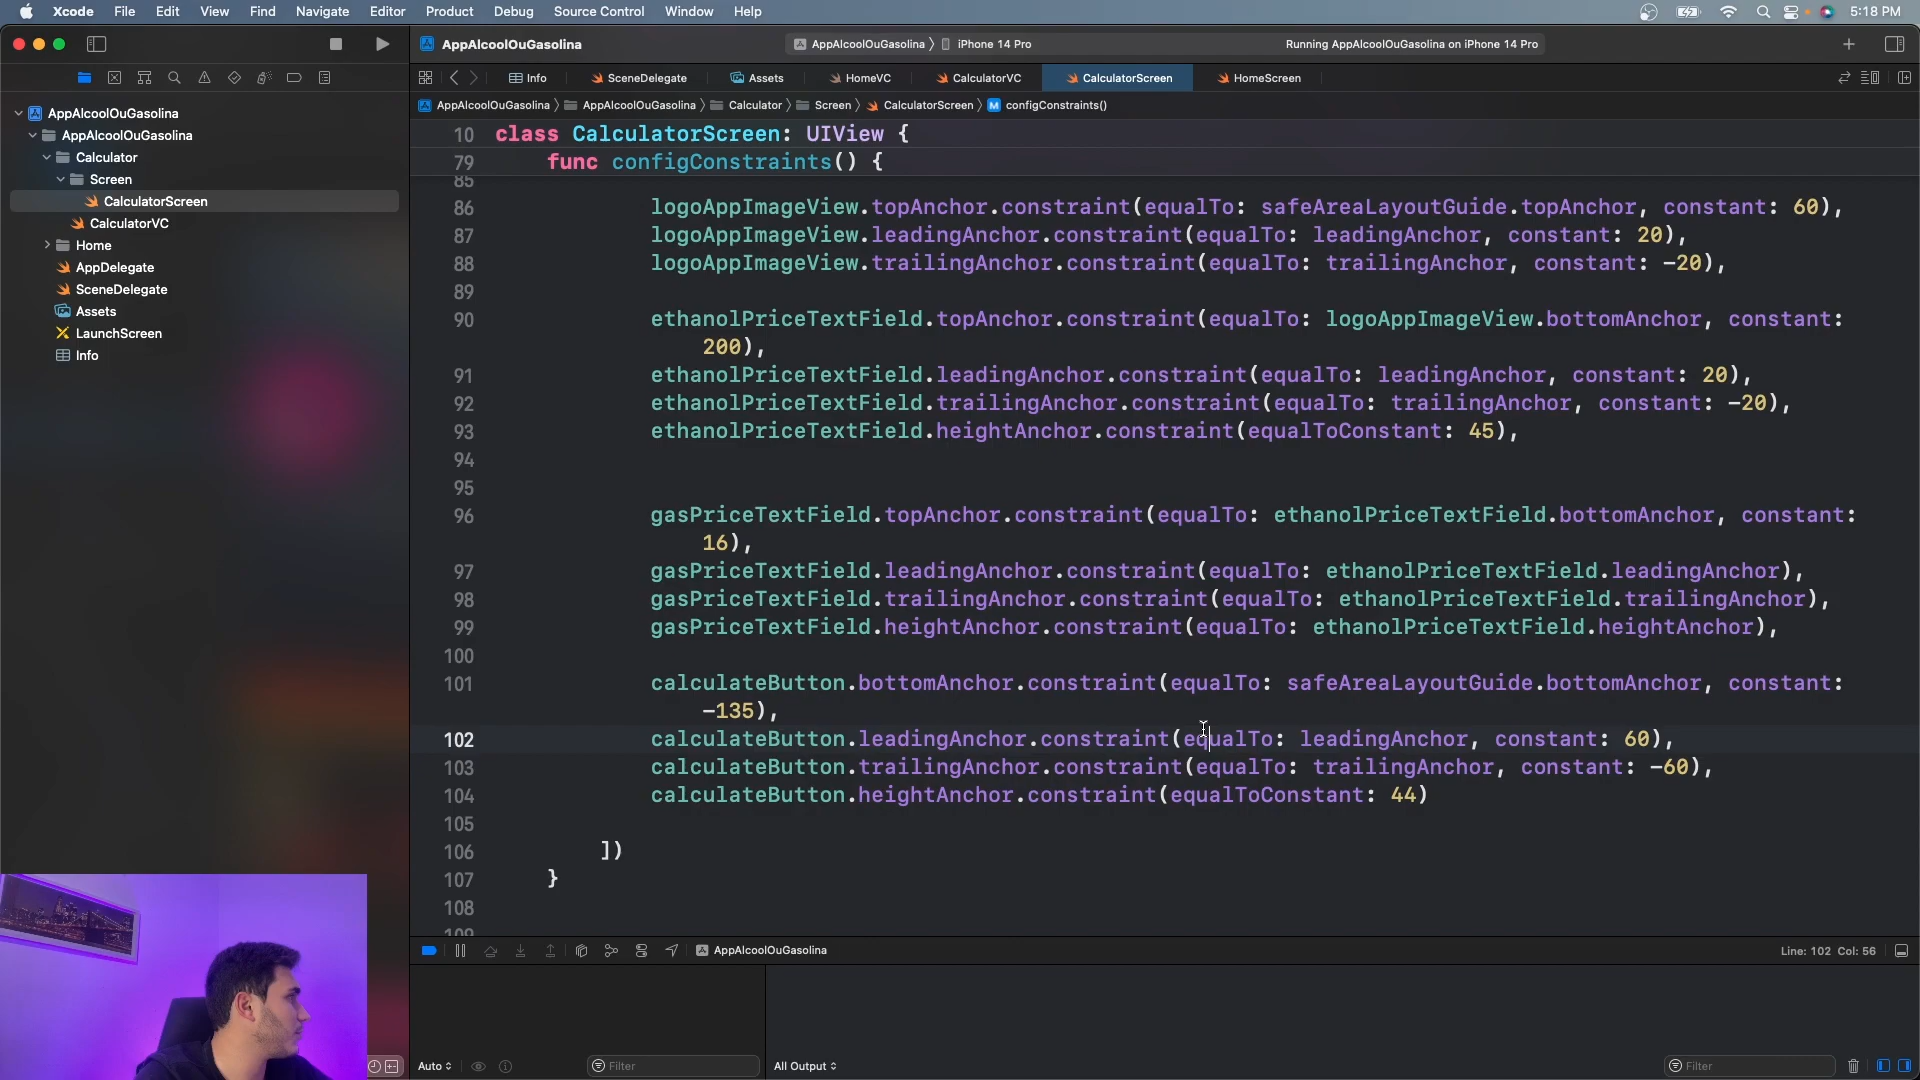 Xcode File Edit View Find Navigate Editor Product Debug Source Control Window Help 5:18 PM
AppAlcoolOuGasolina AppAlcoolOuGasolina iPhone 14 Pro Running AppAlcoolOuGasolina on iPhone 14 Pro
Info SceneDelegate Assets HomeVC CalculatorVC CalculatorScreen HomeScreen
AppAlcoolOuGasolina AppAlcoolOuGasolina Calculator Screen CalculatorScreen M configConstraints()
AppAlcoolOuGasolina
AppAlcoolOuGasolina
Calculator
Screen
CalculatorScreen
CalculatorVC
Home
AppDelegate
SceneDelegate
Assets
LaunchScreen
Info
10 class CalculatorScreen: UIView {
79 func configConstraints() {
85
86 logoAppImageView.topAnchor.constraint(equalTo: safeAreaLayoutGuide.topAnchor, constant: 60),
87 logoAppImageView.leadingAnchor.constraint(equalTo: leadingAnchor, constant: 20),
88 logoAppImageView.trailingAnchor.constraint(equalTo: trailingAnchor, constant: -20),
89
90 ethanolPriceTextField.topAnchor.constraint(equalTo: logoAppImageView.bottomAnchor, constant:
200),
91 ethanolPriceTextField.leadingAnchor.constraint(equalTo: leadingAnchor, constant: 20),
92 ethanolPriceTextField.trailingAnchor.constraint(equalTo: trailingAnchor, constant: -20),
93 ethanolPriceTextField.heightAnchor.constraint(equalToConstant: 45),
94
95
96 gasPriceTextField.topAnchor.constraint(equalTo: ethanolPriceTextField.bottomAnchor, constant:
16),
97 gasPriceTextField.leadingAnchor.constraint(equalTo: ethanolPriceTextField.leadingAnchor),
98 gasPriceTextField.trailingAnchor.constraint(equalTo: ethanolPriceTextField.trailingAnchor),
99 gasPriceTextField.heightAnchor.constraint(equalTo: ethanolPriceTextField.heightAnchor),
100
101 calculateButton.bottomAnchor.constraint(equalTo: safeAreaLayoutGuide.bottomAnchor, constant:
-135),
102 calculateButton.leadingAnchor.constraint(equalTo: leadingAnchor, constant: 60),
103 calculateButton.trailingAnchor.constraint(equalTo: trailingAnchor, constant: -60),
104 calculateButton.heightAnchor.constraint(equalToConstant: 44)
105
106 ])
107 }
108
109
AppAlcoolOuGasolina Line: 102 Col: 56
Auto Filter All Output Filter